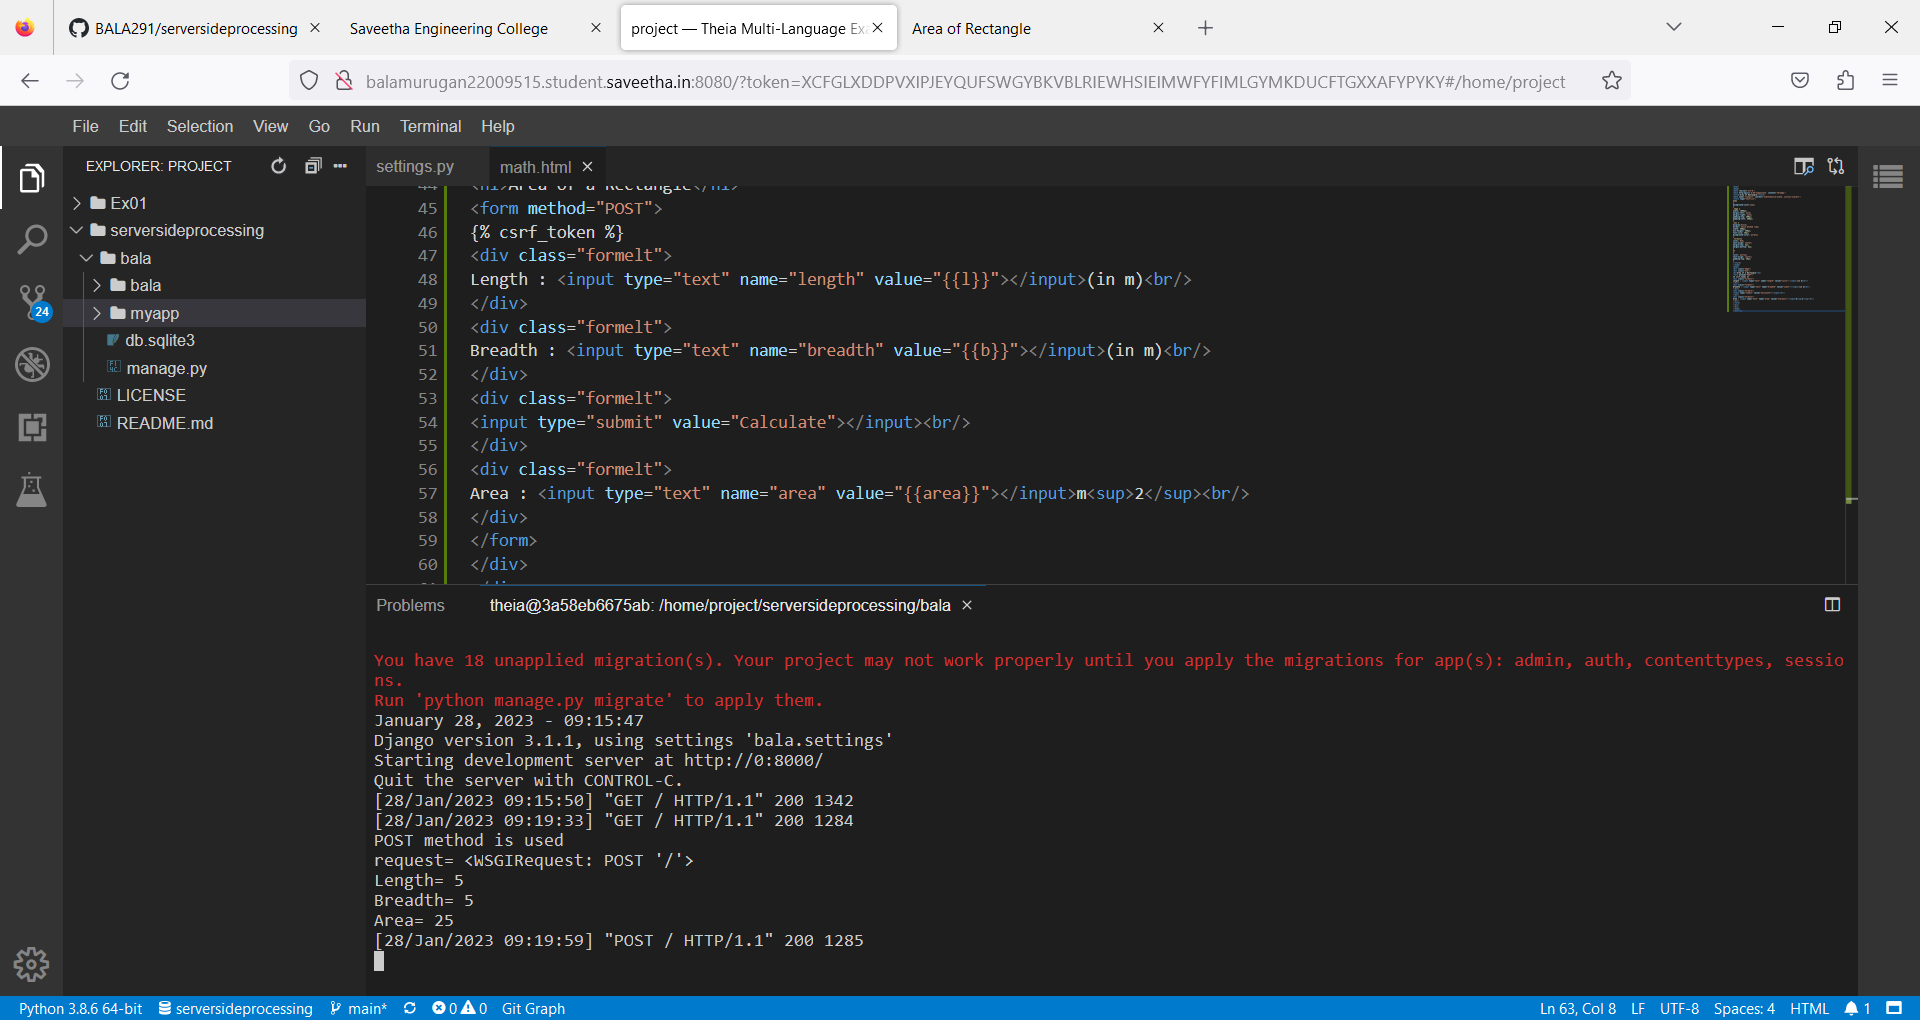 BALA291/serversideprocessing
Saveetha Engineering College
project — Theia Multi-Language Exa
Area of Rectangle
balamurugan22009515.student.saveetha.in:8080/?token=XCFGLXDDPVXIPJEYQUFSWGYBKVBLRIEWHSIEIMWFYFIMLGYMKDUCFTGXXAFYPYKY#/home/project
File Edit Selection View Go Run Terminal Help
EXPLORER: PROJECT
settings.py
math.html
Ex01
serversideprocessing
bala
bala
myapp
db.sqlite3
manage.py
LICENSE
README.md
24
44 <h1>Area of a Rectangle</h1>
45 <form method="POST">
46 {% csrf_token %}
47 <div class="formelt">
48 Length : <input type="text" name="length" value="{{l}}"></input>(in m)<br/>
49 </div>
50 <div class="formelt">
51 Breadth : <input type="text" name="breadth" value="{{b}}"></input>(in m)<br/>
52 </div>
53 <div class="formelt">
54 <input type="submit" value="Calculate"></input><br/>
55 </div>
56 <div class="formelt">
57 Area : <input type="text" name="area" value="{{area}}"></input>m<sup>2</sup><br/>
58 </div>
59 </form>
60 </div>
Problems
theia@3a58eb6675ab: /home/project/serversideprocessing/bala
You have 18 unapplied migration(s). Your project may not work properly until you apply the migrations for app(s): admin, auth, contenttypes, sessio
ns.
Run 'python manage.py migrate' to apply them.
January 28, 2023 - 09:15:47
Django version 3.1.1, using settings 'bala.settings'
Starting development server at http://0:8000/
Quit the server with CONTROL-C.
[28/Jan/2023 09:15:50] "GET / HTTP/1.1" 200 1342
[28/Jan/2023 09:19:33] "GET / HTTP/1.1" 200 1284
POST method is used
request= <WSGIRequest: POST '/'>
Length= 5
Breadth= 5
Area= 25
[28/Jan/2023 09:19:59] "POST / HTTP/1.1" 200 1285
Python 3.8.6 64-bit serversideprocessing main* 0 0 Git Graph
Ln 63, Col 8 LF UTF-8 Spaces: 4 HTML 1